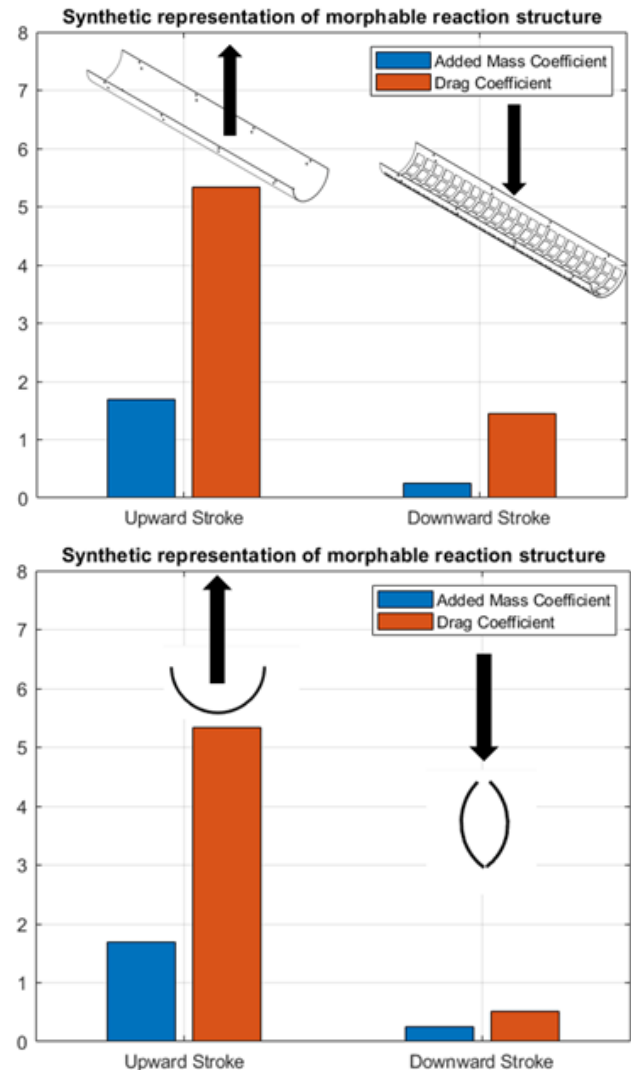 Synthetic representation of morphable reaction structure
8
Added Mass Coefficient
7
Drag Coefficient
6
5
4
3
2
1
0
Upward Stroke Downward Stroke
Synthetic representation of morphable reaction structure
8
Added Mass Coefficient
7
Drag Coefficient
6
5
4
3
2
1
0
Upward Stroke Downward Stroke